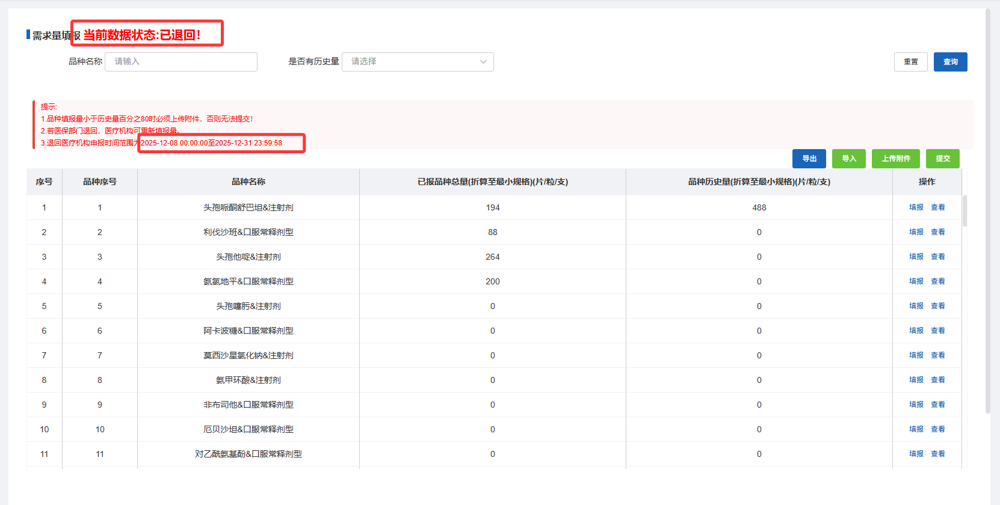 需求量填报 当前数据状态:已退回！
品种名称 请输入 是否有历史量 请选择 重置 查询
提示:
1.品种填报量小于历史量百分之80时必须上传附件，否则无法提交！
2.若医保部门退回，医疗机构可重新填报量。
3.退回医疗机构申报时间范围为2025-12-08 00:00:00至2025-12-31 23:59:58
导出 导入 上传附件 提交
序号 品种序号 品种名称 已报品种总量(折算至最小规格)(片/粒/支) 品种历史量(折算至最小规格)(片/粒/支) 操作
1 1 头孢哌酮舒巴坦&注射剂 194 488 填报 查看
2 2 利伐沙班&口服常释剂型 88 0 填报 查看
3 3 头孢他啶&注射剂 264 0 填报 查看
4 4 氨氯地平&口服常释剂型 200 0 填报 查看
5 5 头孢噻肟&注射剂 0 0 填报 查看
6 6 阿卡波糖&口服常释剂型 0 0 填报 查看
7 7 莫西沙星氯化钠&注射剂 0 0 填报 查看
8 8 氨甲环酸&注射剂 0 0 填报 查看
9 9 非布司他&口服常释剂型 0 0 填报 查看
10 10 厄贝沙坦&口服常释剂型 0 0 填报 查看
11 11 对乙酰氨基酚&口服常释剂型 0 0 填报 查看